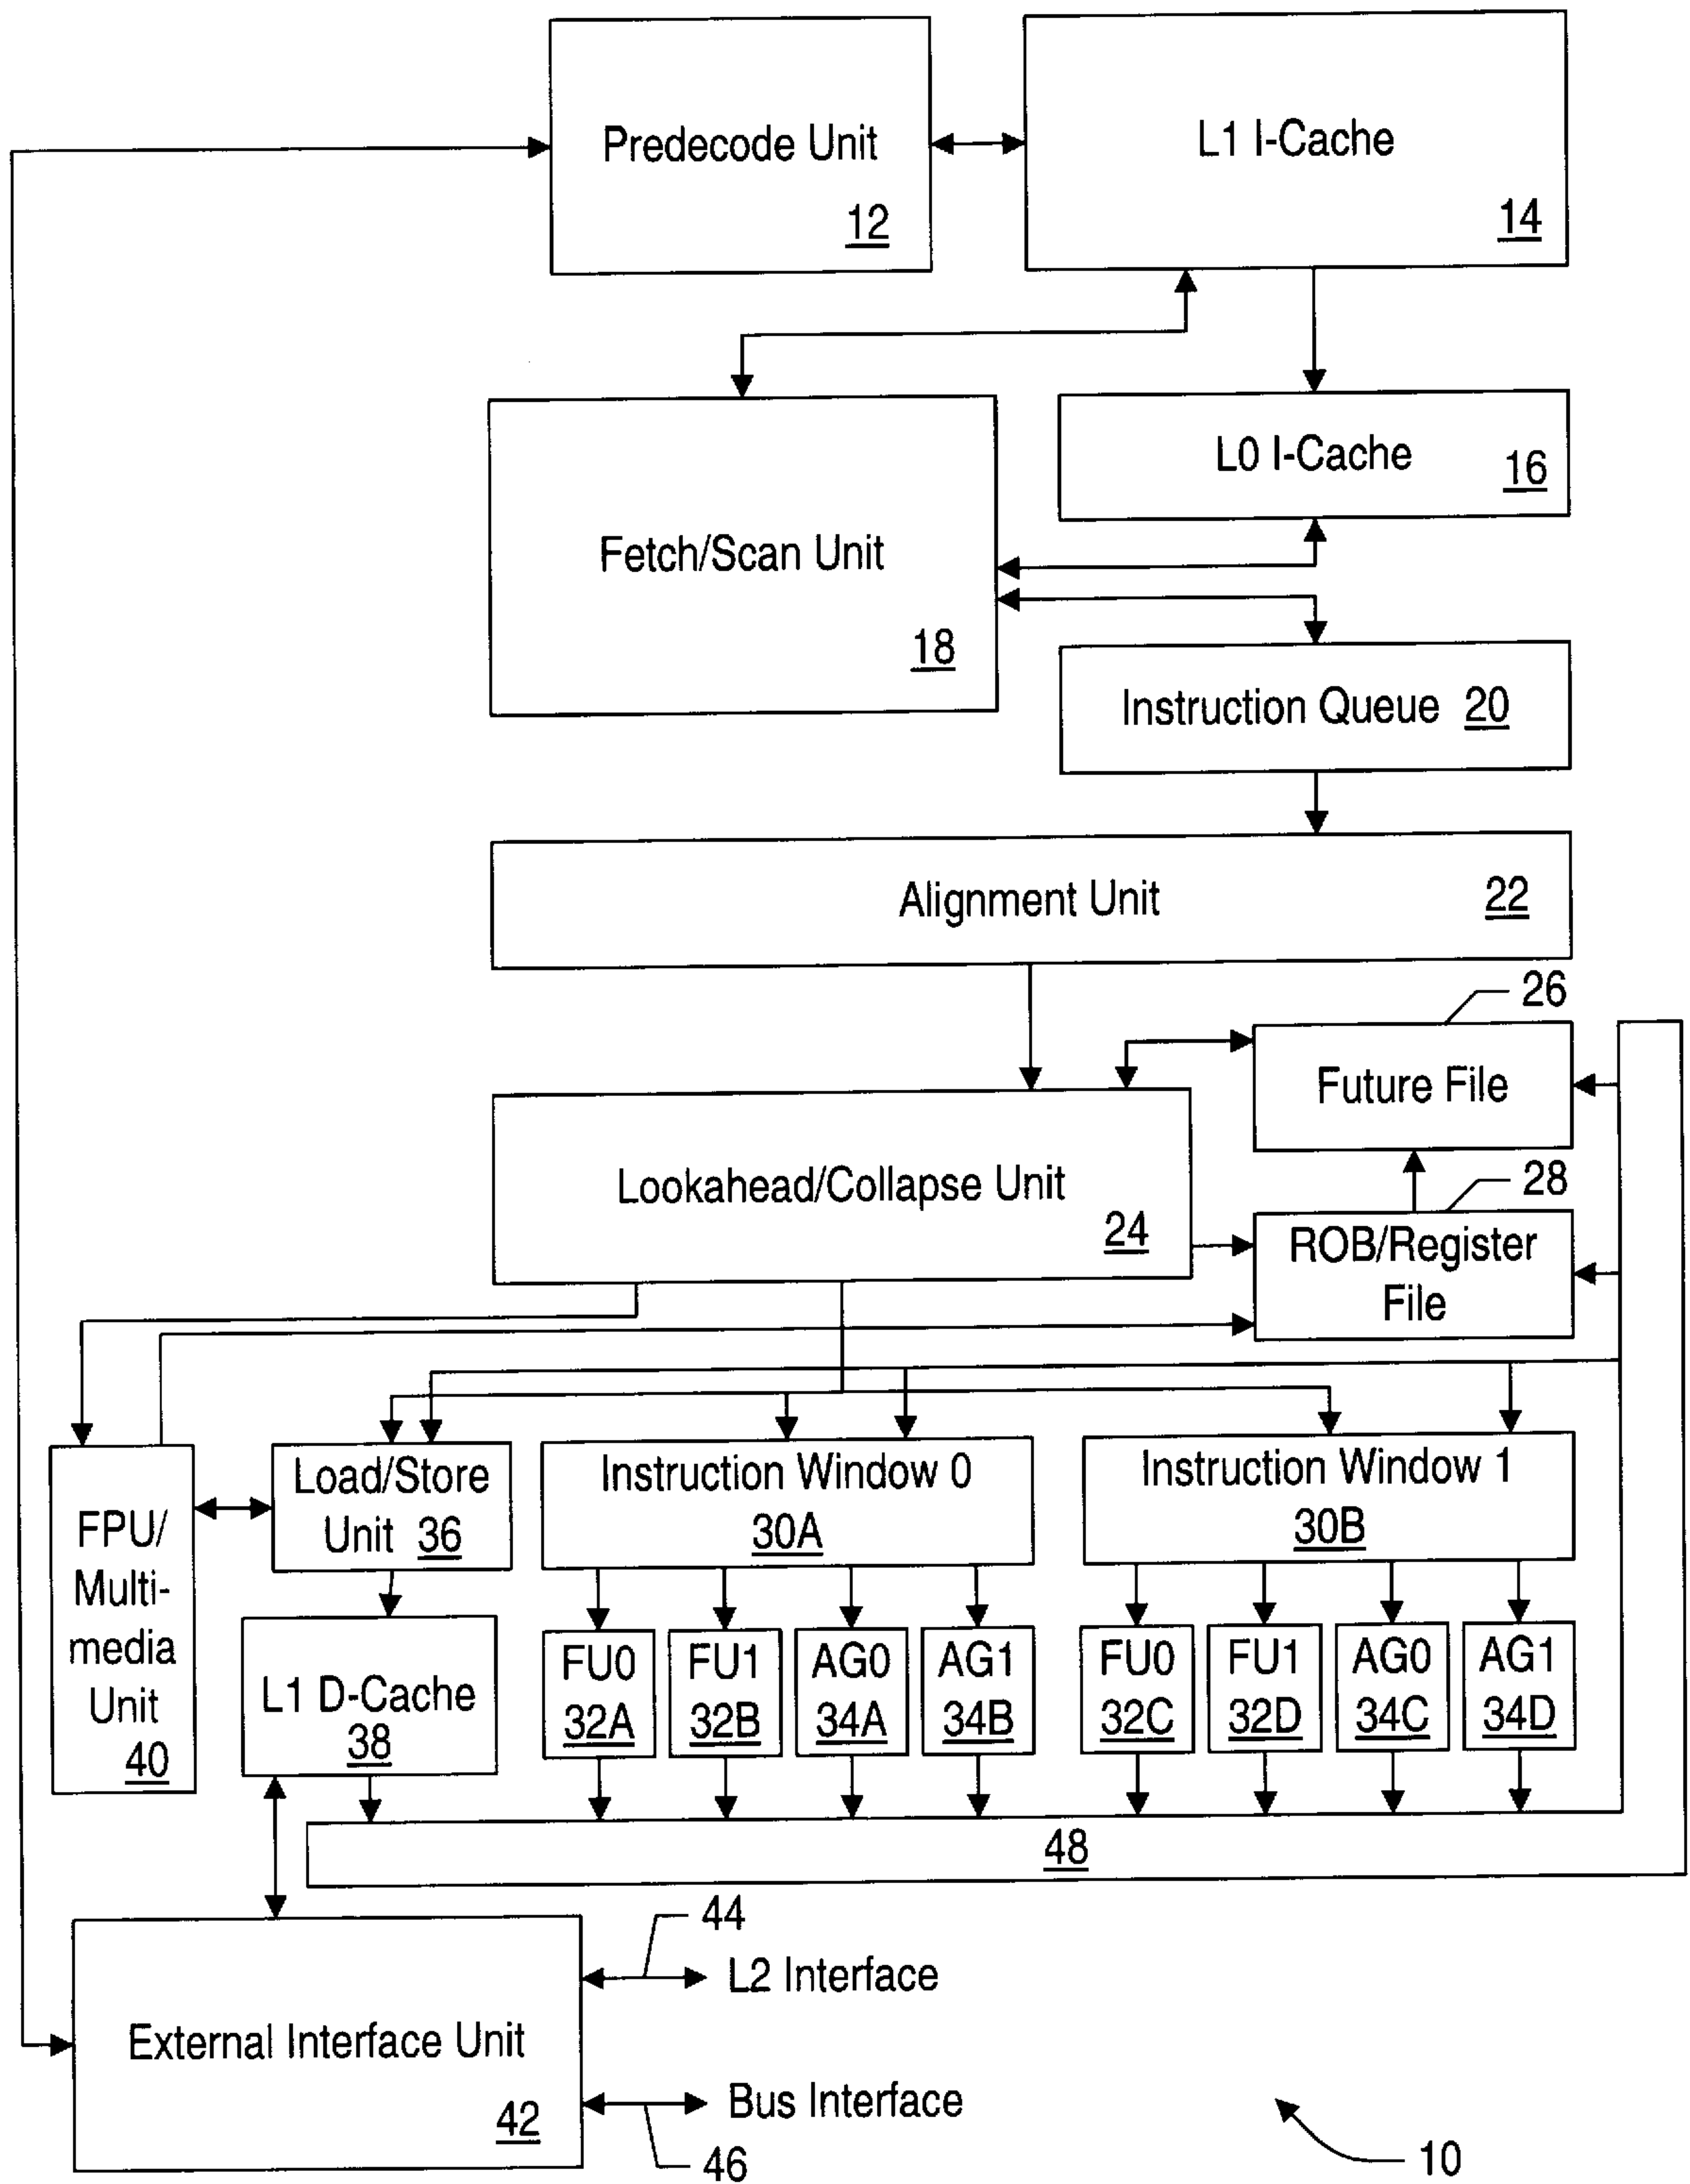 Predecode Unit
12
L1 I-Cache
14
L0 I-Cache
16
Fetch/Scan Unit
18
Instruction Queue 20
Alignment Unit
22
26
Future File
Lookahead/Collapse Unit
24
28
ROB/Register
File
FPU/
Multi-
media
Unit
40
Load/Store
Unit 36
L1 D-Cache
38
Instruction Window 0
30A
Instruction Window 1
30B
FU0
32A
FU1
32B
AG0
34A
AG1
34B
FU0
32C
FU1
32D
AG0
34C
AG1
34D
48
External Interface Unit
42
44
L2 Interface
Bus Interface
46
10